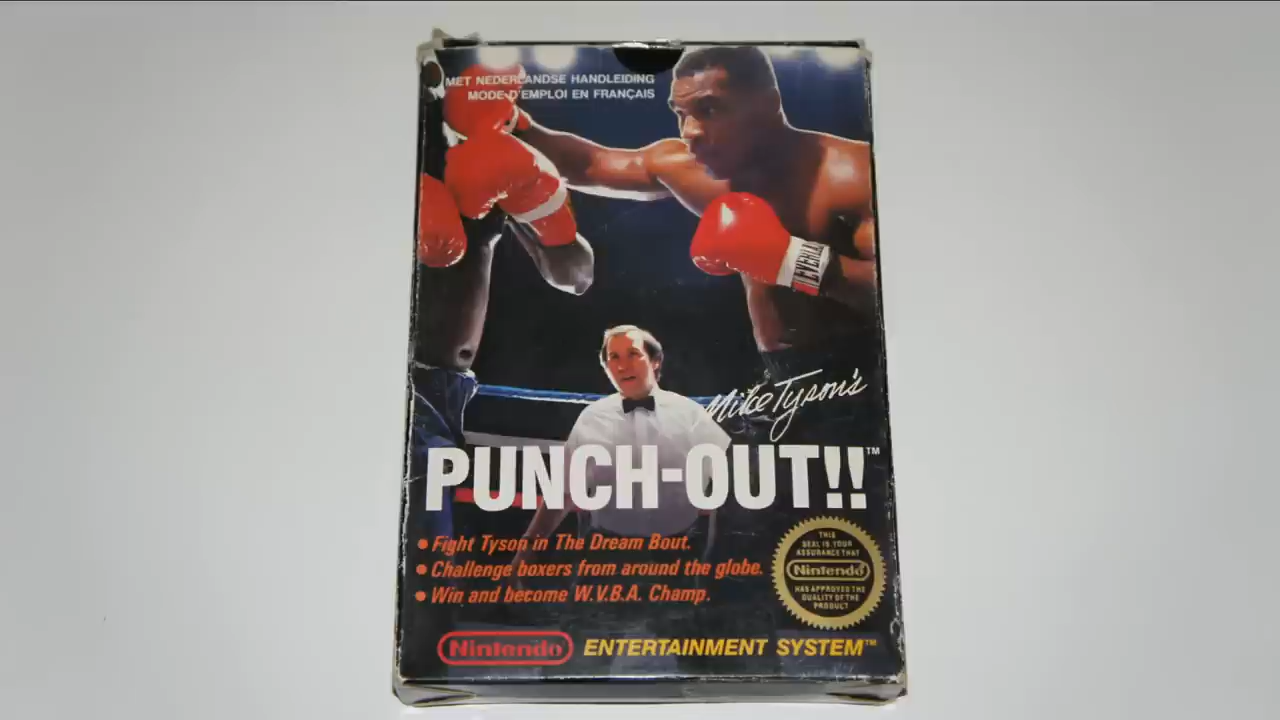 MET NEDERLANDSE HANDLEIDING
MODE D'EMPLOI EN FRANÇAIS
EVERLA
Mike Tyson's
PUNCH-OUT!!™
• Fight Tyson in The Dream Bout.
• Challenge boxers from around the globe.
• Win and become W.V.B.A. Champ.
THIS
SEAL IS YOUR
ASSURANCE THAT
Nintendo
HAS APPROVED THE
QUALITY OF THE
PRODUCT
Nintendo ENTERTAINMENT SYSTEM™